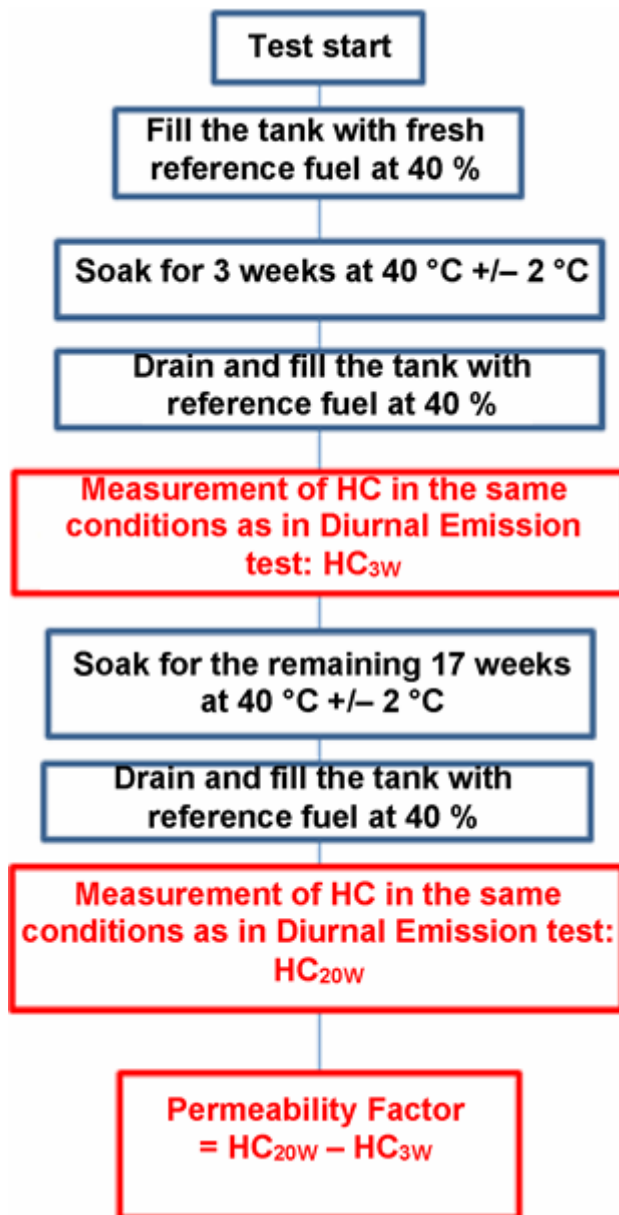 Test start
Fill the tank with fresh
reference fuel at 40 %
Soak for 3 weeks at 40 °C +/– 2 °C
Drain and fill the tank with
reference fuel at 40 %
Measurement of HC in the same
conditions as in Diurnal Emission
test: HC3W
Soak for the remaining 17 weeks
at 40 °C +/– 2 °C
Drain and fill the tank with
reference fuel at 40 %
Measurement of HC in the same
conditions as in Diurnal Emission test:
HC20W
Permeability Factor
= HC20W – HC3W